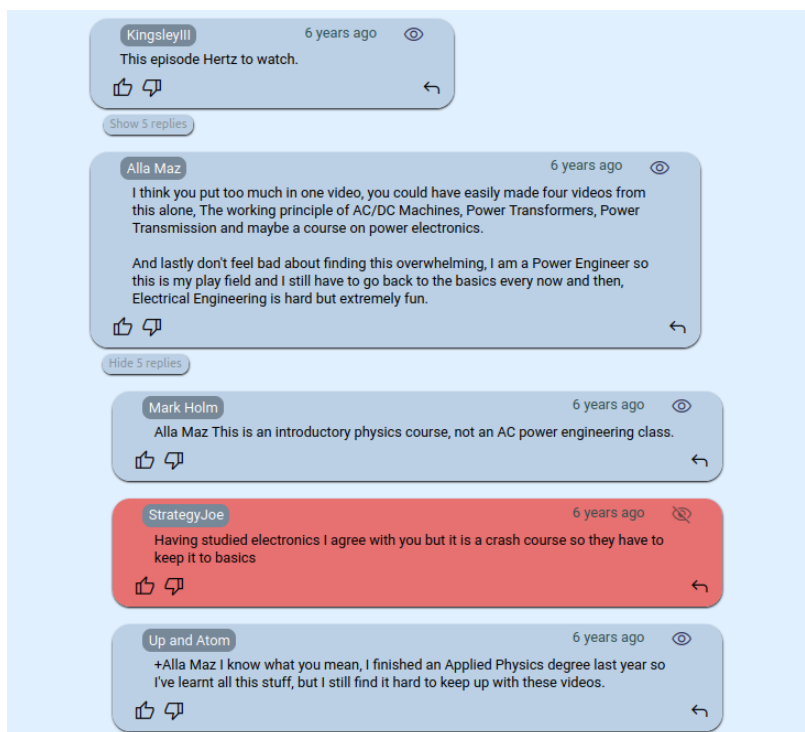 KingsleyIII 6 years ago
This episode Hertz to watch.
Show 5 replies
Alla Maz 6 years ago
I think you put too much in one video, you could have easily made four videos from
this alone, The working principle of AC/DC Machines, Power Transformers, Power
Transmission and maybe a course on power electronics.
And lastly don't feel bad about finding this overwhelming, I am a Power Engineer so
this is my play field and I still have to go back to the basics every now and then,
Electrical Engineering is hard but extremely fun.
Hide 5 replies
Mark Holm 6 years ago
Alla Maz This is an introductory physics course, not an AC power engineering class.
StrategyJoe 6 years ago
Having studied electronics I agree with you but it is a crash course so they have to
keep it to basics
Up and Atom 6 years ago
+Alla Maz I know what you mean, I finished an Applied Physics degree last year so
I've learnt all this stuff, but I still find it hard to keep up with these videos.